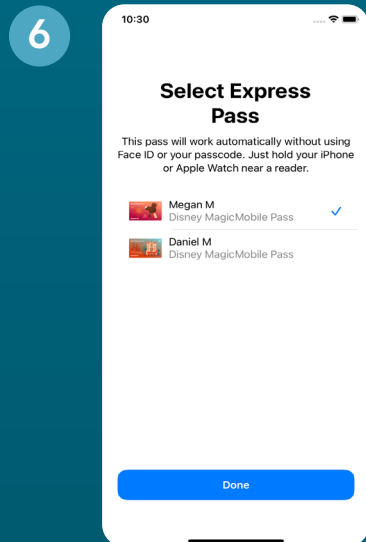 6
10:30
Select Express
Pass
This pass will work automatically without using
Face ID or your passcode. Just hold your iPhone
or Apple Watch near a reader.
Megan M
Disney MagicMobile Pass
Daniel M
Disney MagicMobile Pass
Done